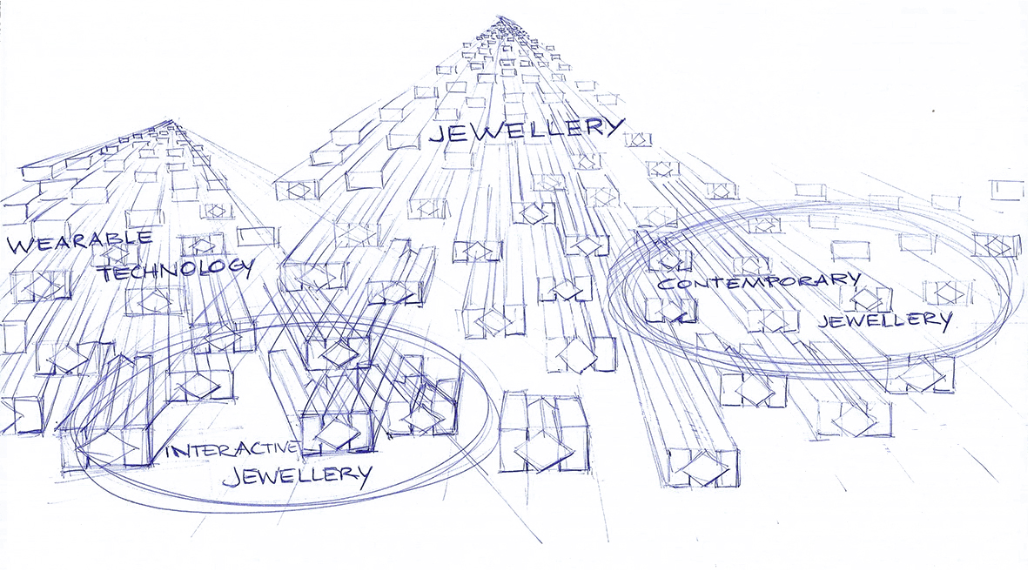 JEWELLERY
WEARABLE
TECHNOLOGY
CONTEMPORARY
JEWELLERY
INTERACTIVE
JEWELLERY